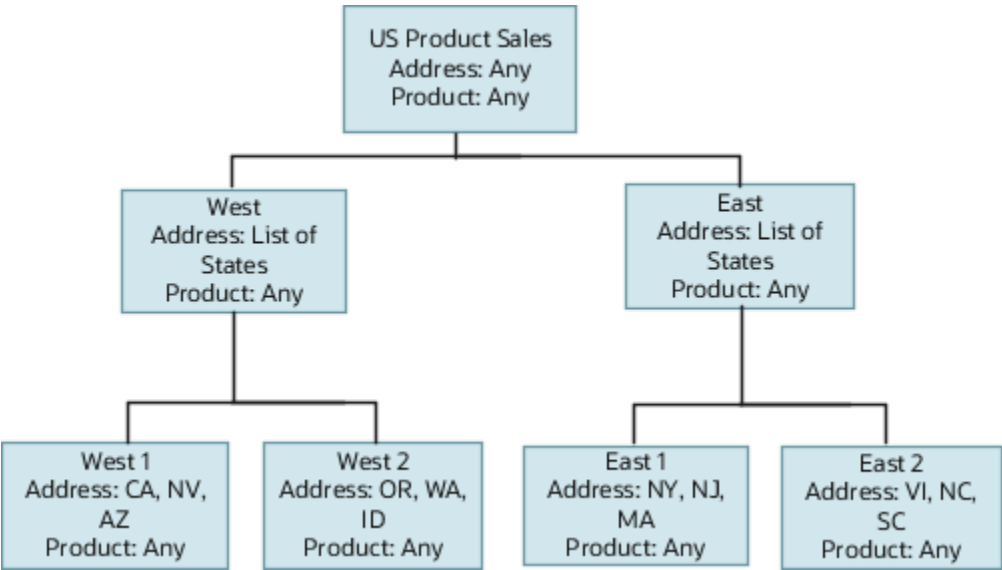 US Product Sales
Address: Any
Product: Any
West
Address: List of
States
Product: Any
East
Address: List of
States
Product: Any
West 1
Address: CA, NV,
AZ
Product: Any
West 2
Address: OR, WA,
ID
Product: Any
East 1
Address: NY, NJ,
MA
Product: Any
East 2
Address: VI, NC,
SC
Product: Any